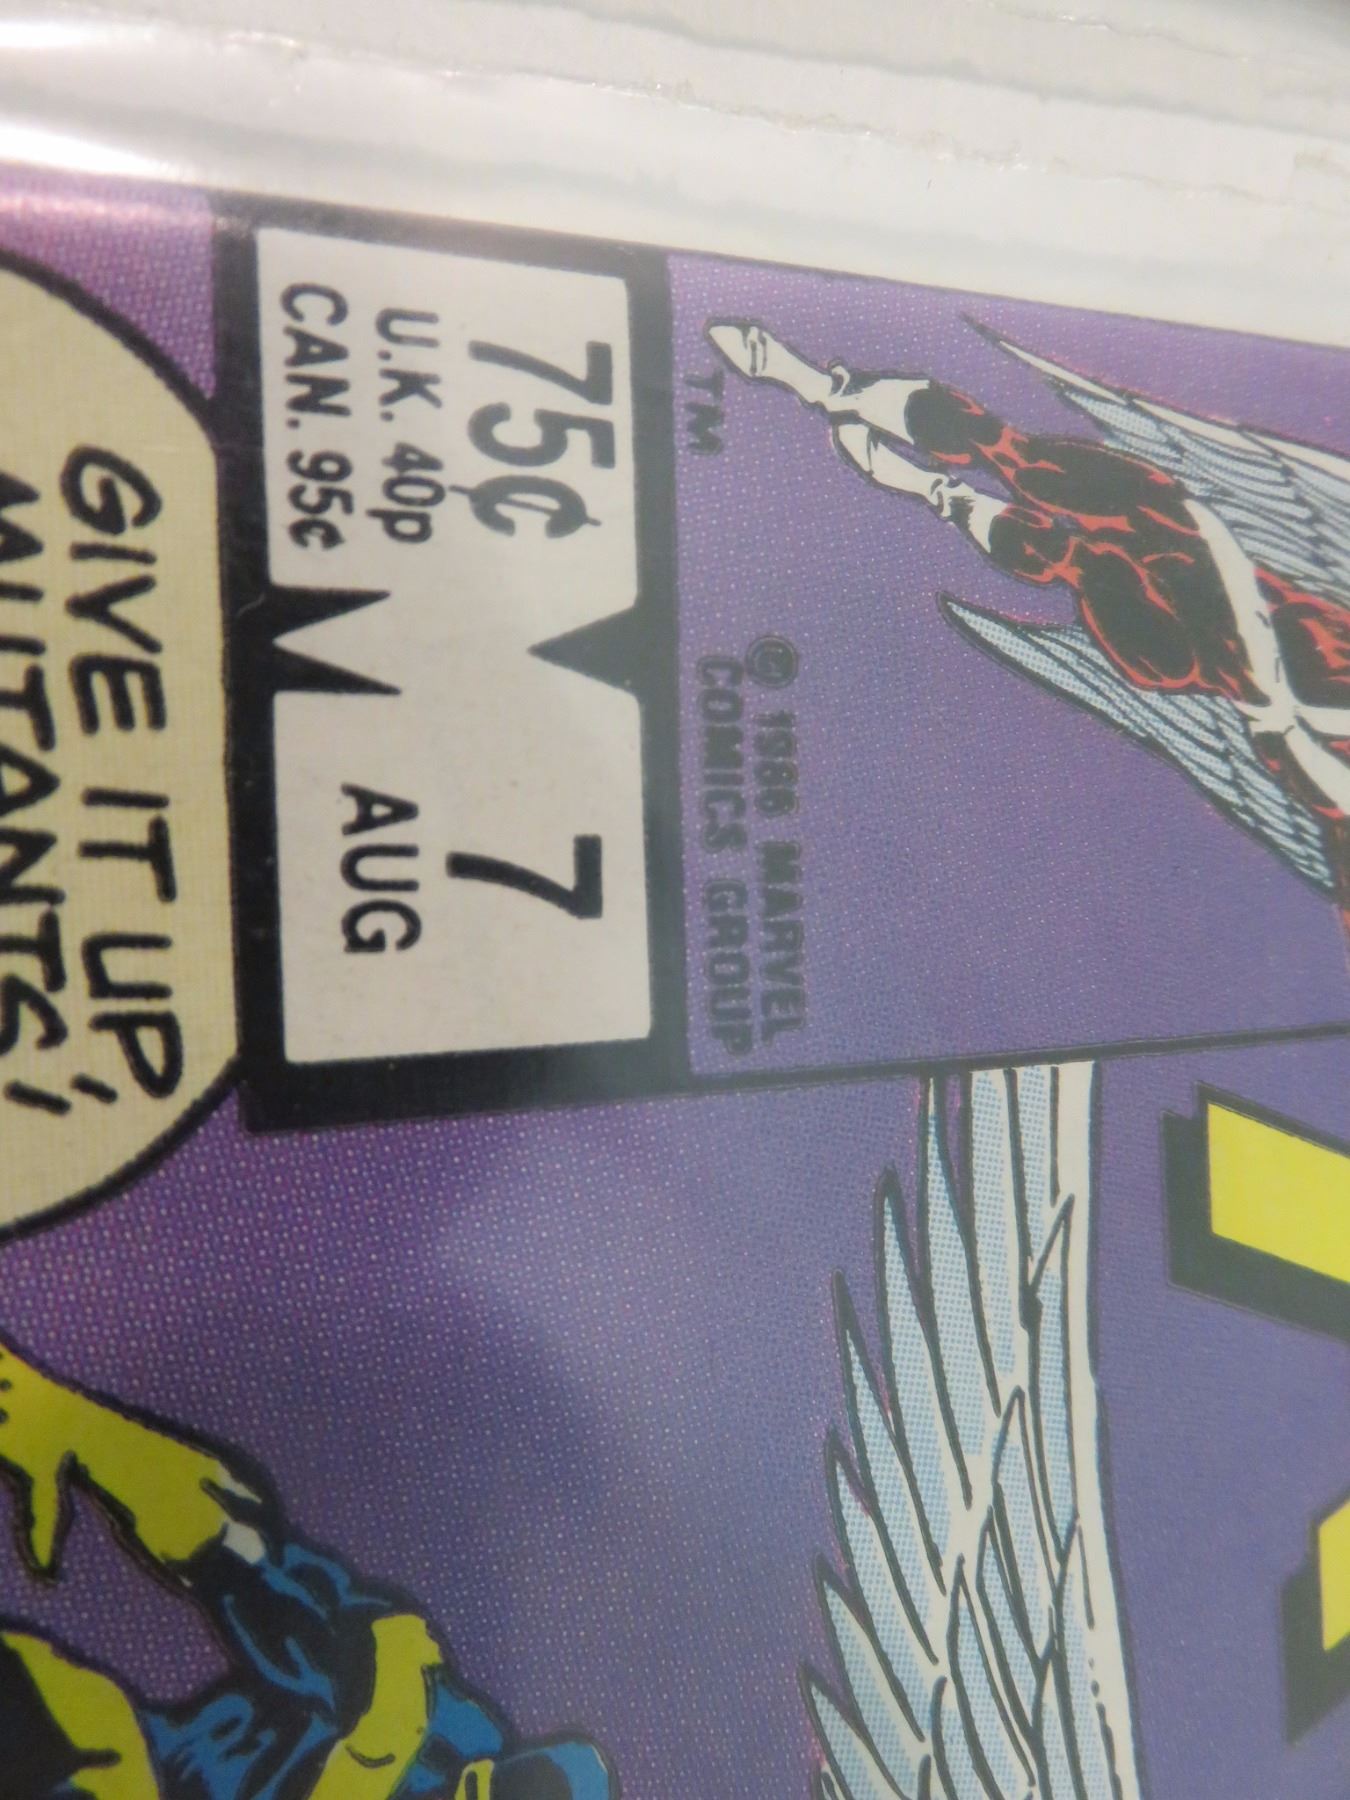 TM
© 1986 MARVEL
COMICS GROUP
75¢
U.K. 40p
CAN. 95¢
7
AUG
GIVE IT UP,
MUTANTS,